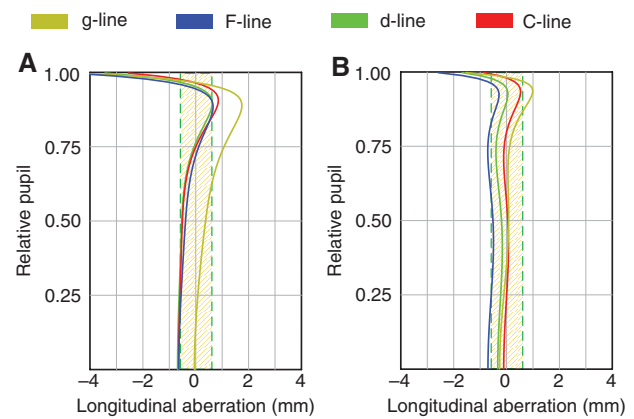 g-line F-line d-line C-line
A
1.00
0.75
0.50
0.25
Relative pupil
−4 −2 0 2 4
Longitudinal aberration (mm)
B
1.00
0.75
0.50
0.25
Relative pupil
−4 −2 0 2 4
Longitudinal aberration (mm)